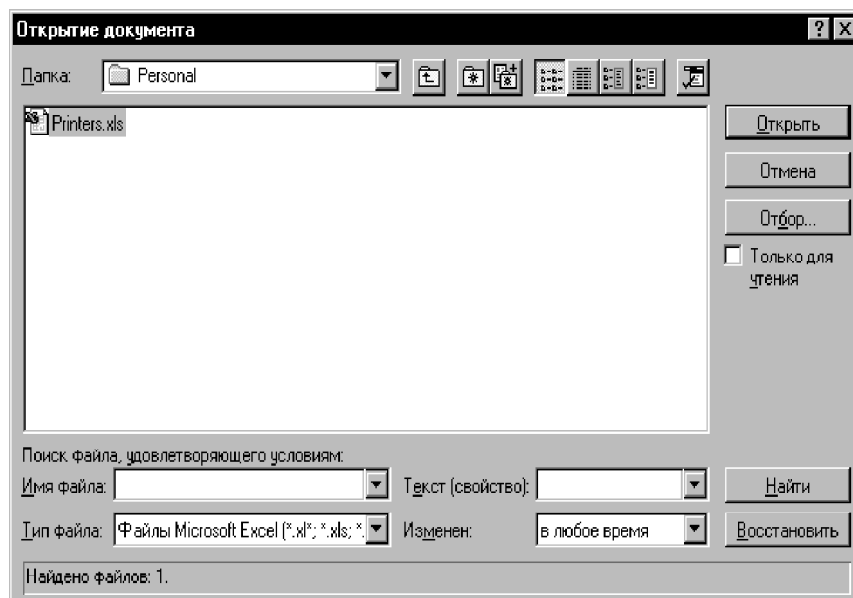 Открытие документа
Папка: Personal
Printers.xls
Открыть
Отмена
Отбор...
Только для
чтения
Поиск файла, удовлетворяющего условиям:
Имя файла: Текст (свойство): Найти
Тип файла: Файлы Microsoft Excel (*.xl*; *.xls; *. Изменен: в любое время Восстановить
Найдено файлов: 1.